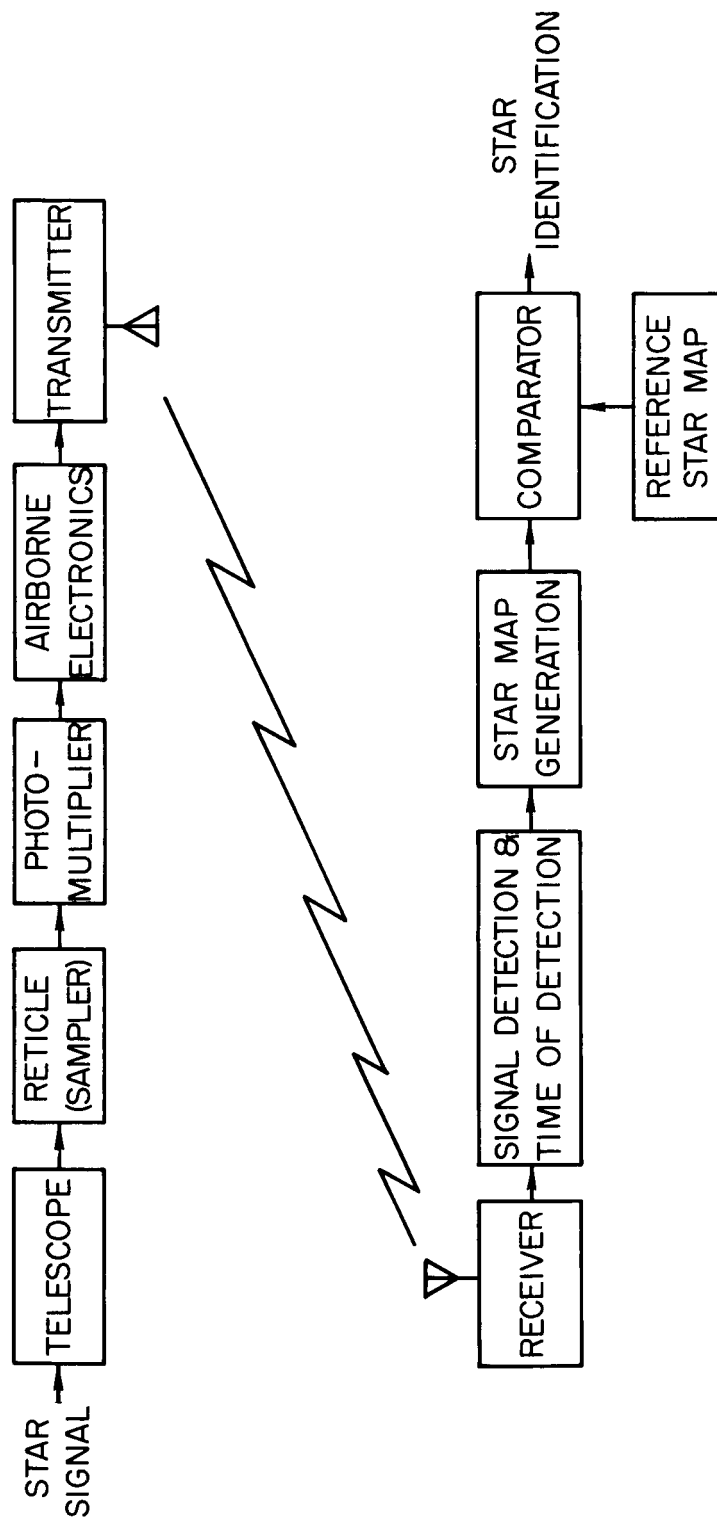 STAR
SIGNAL
TELESCOPE
RETICLE
(SAMPLER)
PHOTO-
MULTIPLIER
AIRBORNE
ELECTRONICS
TRANSMITTER
RECEIVER
SIGNAL DETECTION &
TIME OF DETECTION
STAR MAP
GENERATION
COMPARATOR
STAR
IDENTIFICATION
REFERENCE
STAR MAP